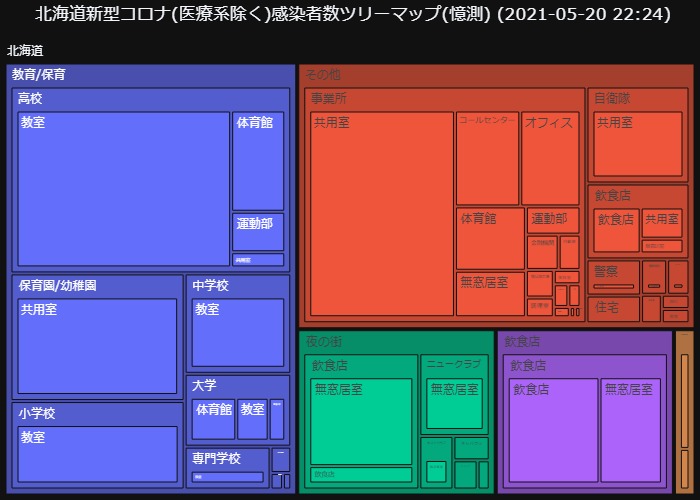 北海道新型コロナ(医療系除く)感染者数ツリーマップ(憶測) (2021-05-20 22:24)
北海道
教育/保育
高校
教室
体育館
運動部
保育園/幼稚園
共用室
中学校
教室
大学
体育館
教室
小学校
教室
専門学校
その他
事業所
共用室
コールセンター
オフィス
体育館
運動部
無窓居室
自衛隊
共用室
飲食店
飲食店
共用室
警察
住宅
夜の街
飲食店
無窓居室
飲食店
ニュークラブ
無窓居室
飲食店
飲食店
飲食店
無窓居室